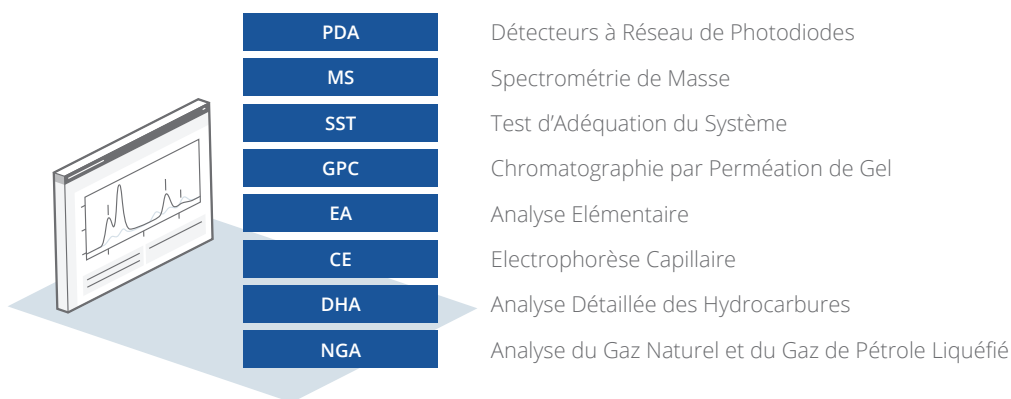 PDA Détecteurs à Réseau de Photodiodes
MS Spectrométrie de Masse
SST Test d'Adéquation du Système
GPC Chromatographie par Perméation de Gel
EA Analyse Elémentaire
CE Electrophorèse Capillaire
DHA Analyse Détaillée des Hydrocarbures
NGA Analyse du Gaz Naturel et du Gaz de Pétrole Liquéfié